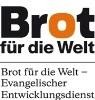 Brot
für die Welt
Brot für die Welt –
Evangelischer
Entwicklungsdienst